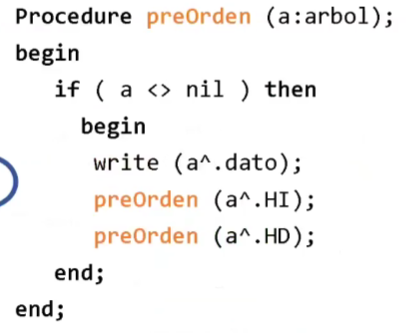 Procedure preOrden (a:arbol);
begin
if ( a <> nil ) then
begin
write (a^.dato);
preOrden (a^.HI);
preOrden (a^.HD);
end;
end;